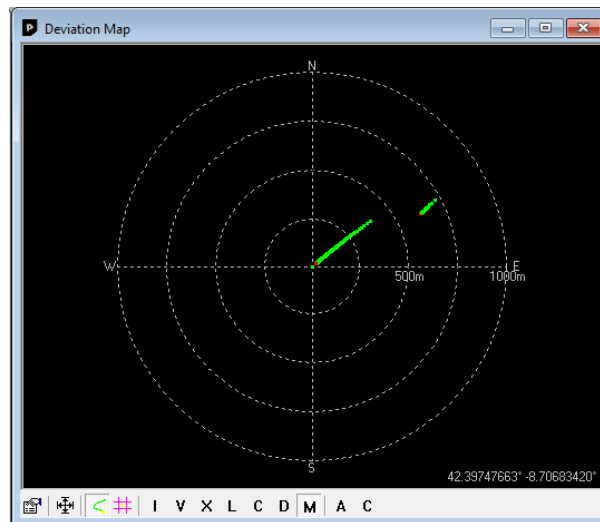 P Deviation Map
N
W
E
500m
1000m
S
42.39747663° -8.70683420°
I V X L C D M A C